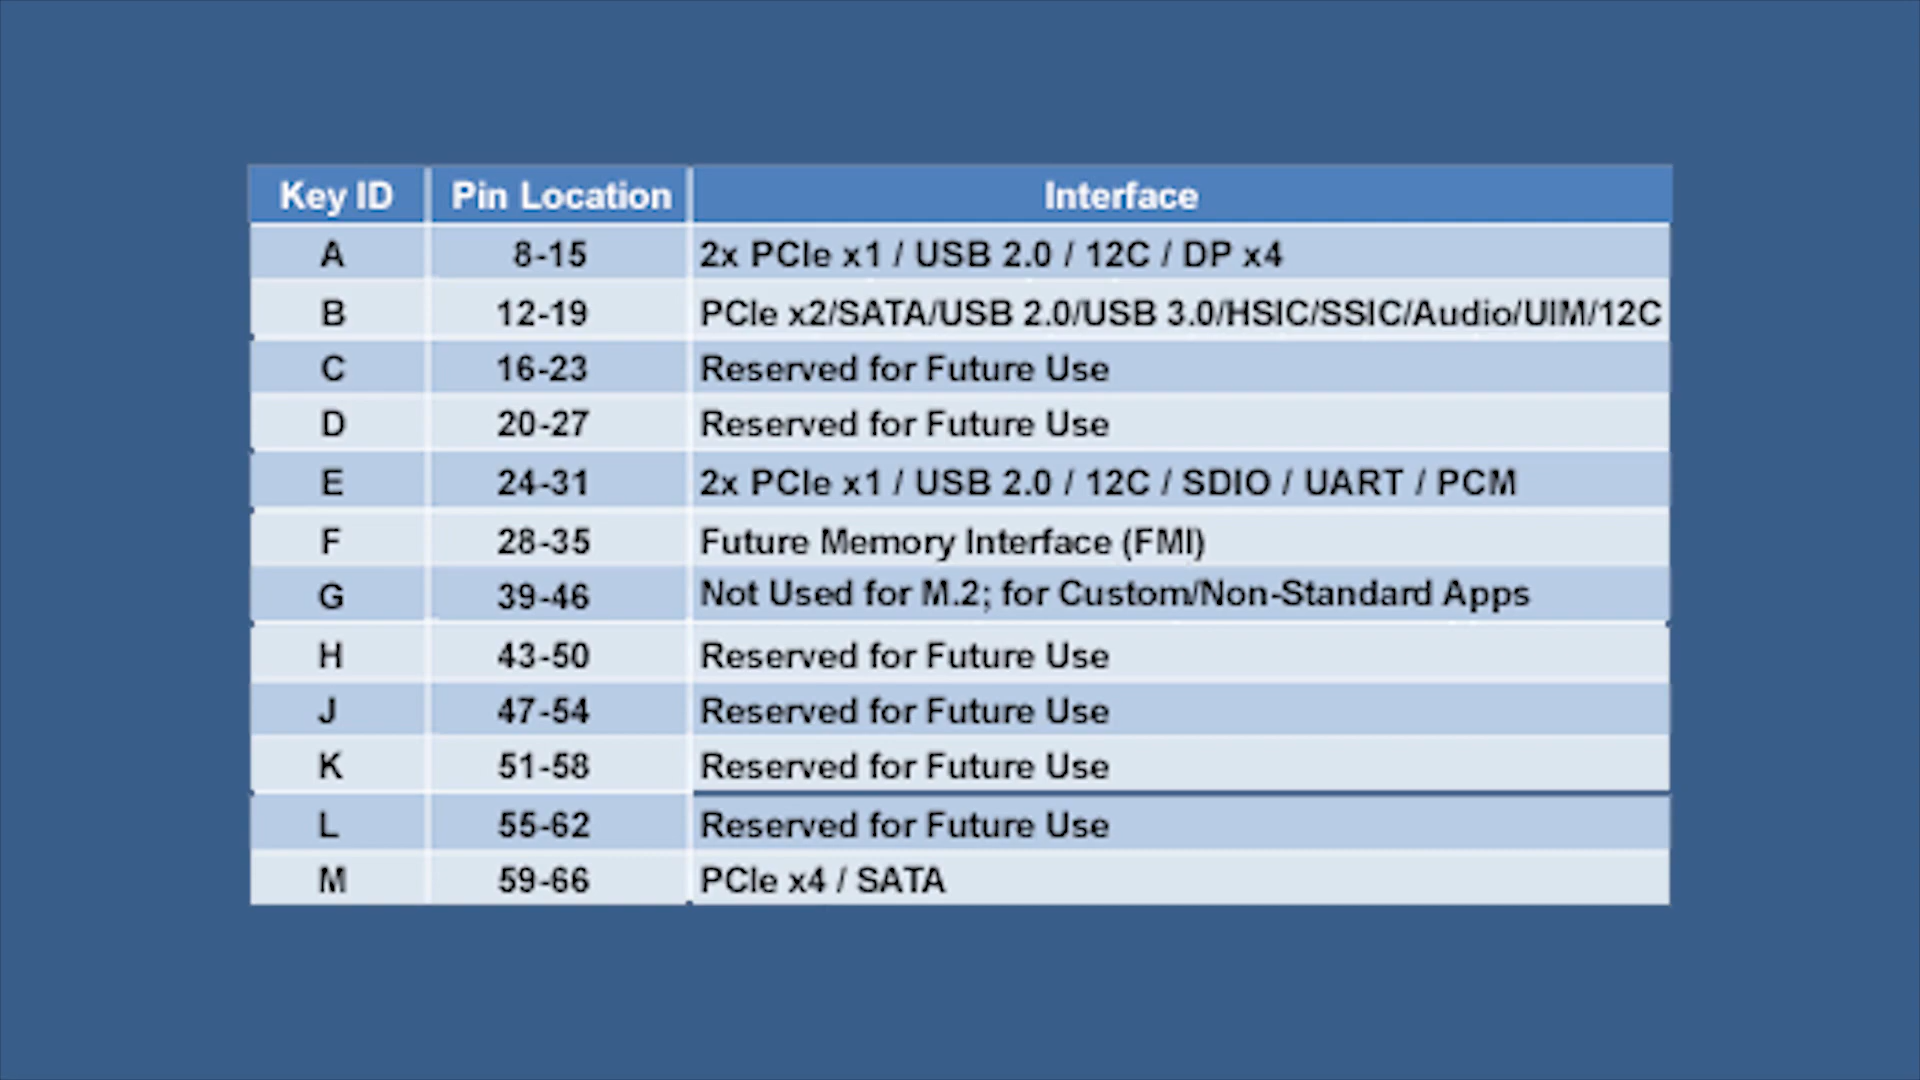 Key ID Pin Location Interface
A 8-15 2x PCIe x1 / USB 2.0 / 12C / DP x4
B 12-19 PCIe x2/SATA/USB 2.0/USB 3.0/HSIC/SSIC/Audio/UIM/12C
C 16-23 Reserved for Future Use
D 20-27 Reserved for Future Use
E 24-31 2x PCIe x1 / USB 2.0 / 12C / SDIO / UART / PCM
F 28-35 Future Memory Interface (FMI)
G 39-46 Not Used for M.2; for Custom/Non-Standard Apps
H 43-50 Reserved for Future Use
J 47-54 Reserved for Future Use
K 51-58 Reserved for Future Use
L 55-62 Reserved for Future Use
M 59-66 PCIe x4 / SATA